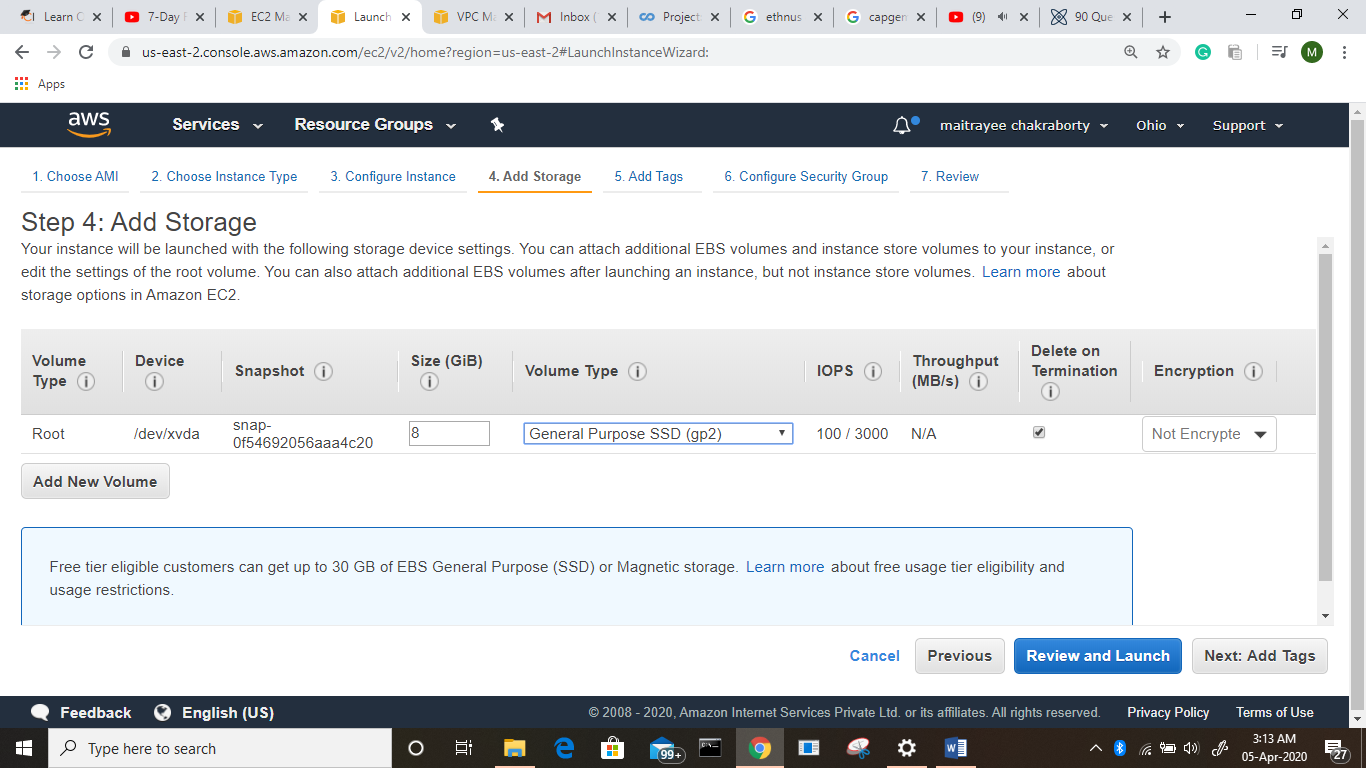 Learn C
7-Day F
EC2 Ma
Launch
VPC Ma
Inbox (
Project:
ethnus
capgen
(9)
90 Que
us-east-2.console.aws.amazon.com/ec2/v2/home?region=us-east-2#LaunchInstanceWizard:
M
Apps
aws
Services
Resource Groups
maitrayee chakraborty
Ohio
Support
1. Choose AMI
2. Choose Instance Type
3. Configure Instance
4. Add Storage
5. Add Tags
6. Configure Security Group
7. Review
Step 4: Add Storage
Your instance will be launched with the following storage device settings. You can attach additional EBS volumes and instance store volumes to your instance, or
edit the settings of the root volume. You can also attach additional EBS volumes after launching an instance, but not instance store volumes. Learn more about
storage options in Amazon EC2.
Volume
Type
Device
Snapshot
Size (GiB)
Volume Type
IOPS
Throughput
(MB/s)
Delete on
Termination
Encryption
Root
/dev/xvda
snap-
0f54692056aaa4c20
8
General Purpose SSD (gp2)
100 / 3000
N/A
Not Encrypte
Add New Volume
Free tier eligible customers can get up to 30 GB of EBS General Purpose (SSD) or Magnetic storage. Learn more about free usage tier eligibility and
usage restrictions.
Cancel
Previous
Review and Launch
Next: Add Tags
Feedback
English (US)
© 2008 - 2020, Amazon Internet Services Private Ltd. or its affiliates. All rights reserved.
Privacy Policy
Terms of Use
Type here to search
99+
3:13 AM
05-Apr-2020
27